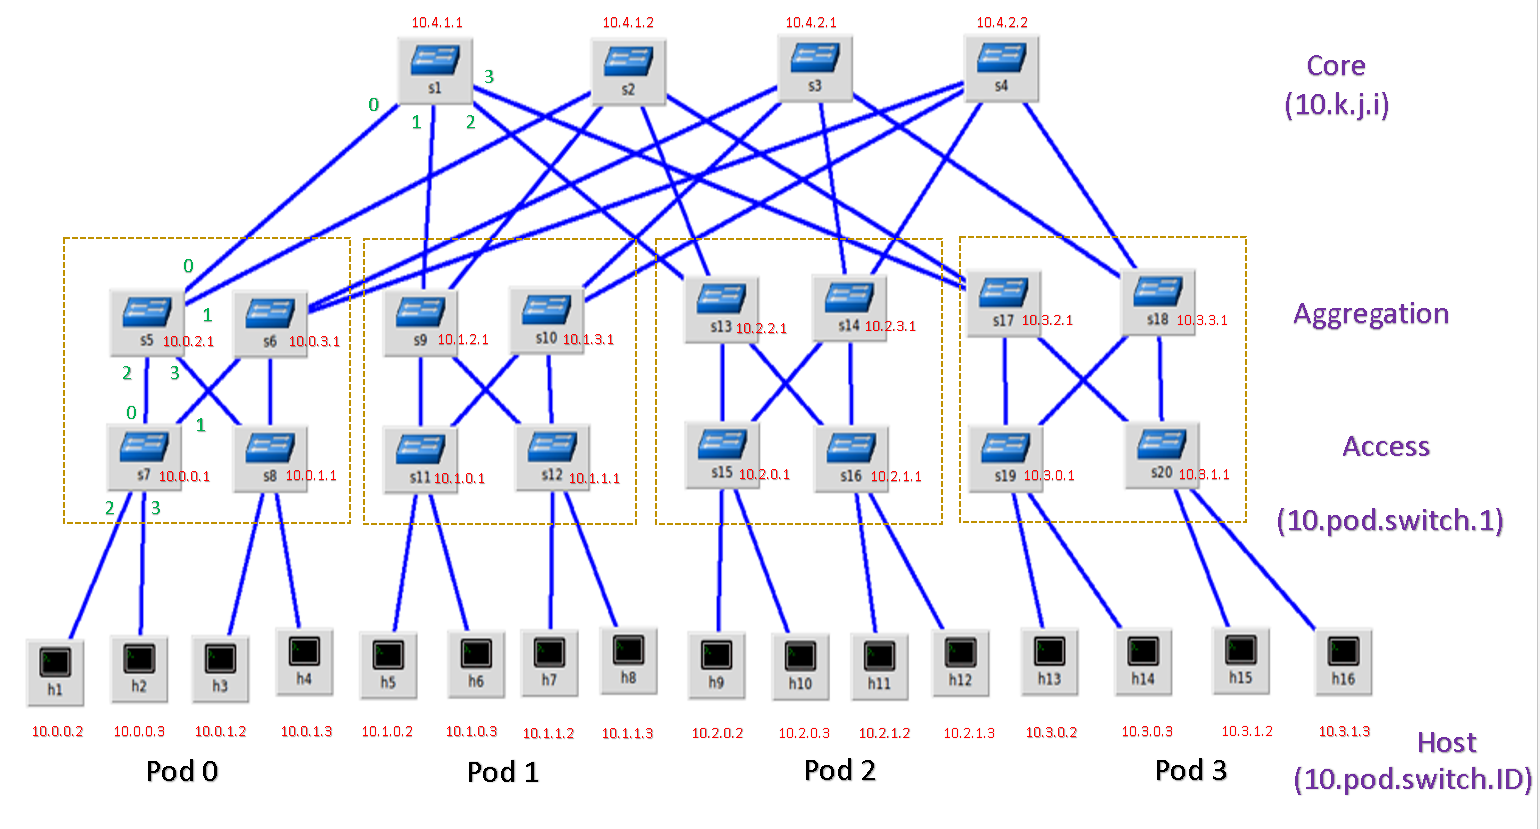 10.4.1.1
10.4.1.2
10.4.2.1
10.4.2.2
s1
s2
s3
s4
Core
(10.k.j.i)
0
1
2
3
0
1
s5
10.0.2.1
s6
10.0.3.1
s9
10.1.2.1
s10
10.1.3.1
s13
10.2.2.1
s14
10.2.3.1
s17
10.3.2.1
s18
10.3.3.1
Aggregation
2
3
0
1
s7
10.0.0.1
s8
10.0.1.1
s11
10.1.0.1
s12
10.1.1.1
s15
10.2.0.1
s16
10.2.1.1
s19
10.3.0.1
s20
10.3.1.1
Access
(10.pod.switch.1)
2
3
h1
h2
h3
h4
h5
h6
h7
h8
h9
h10
h11
h12
h13
h14
h15
h16
10.0.0.2
10.0.0.3
10.0.1.2
10.0.1.3
10.1.0.2
10.1.0.3
10.1.1.2
10.1.1.3
10.2.0.2
10.2.0.3
10.2.1.2
10.2.1.3
10.3.0.2
10.3.0.3
10.3.1.2
10.3.1.3
Host
(10.pod.switch.ID)
Pod 0
Pod 1
Pod 2
Pod 3